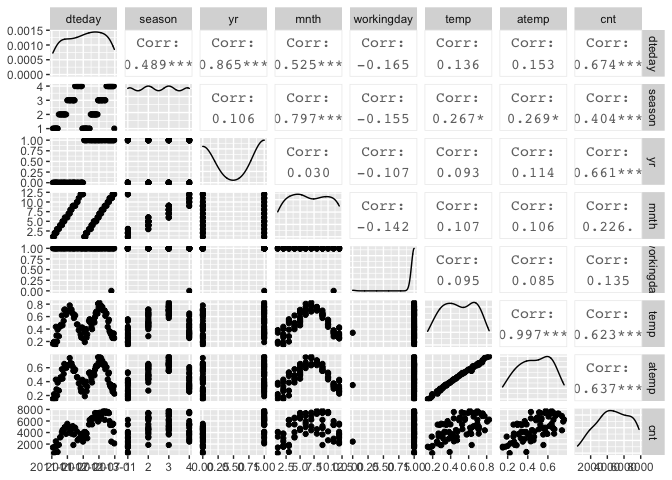 dteday season yr mnth workingday temp atemp cnt
0.0015
0.0010
0.0005
0.0000
Corr: Corr: Corr: Corr: Corr: Corr: Corr:
0.489*** 0.865*** 0.525*** -0.165 0.136 0.153 0.674***
dteday
4
3
2
1
Corr: Corr: Corr: Corr: Corr: Corr:
0.106 0.797*** -0.155 0.267* 0.269* 0.404***
season
1.00
0.75
0.50
0.25
0.00
Corr: Corr: Corr: Corr: Corr:
0.030 -0.107 0.093 0.114 0.661***
yr
12.5
10.0
7.5
5.0
2.5
Corr: Corr: Corr: Corr:
-0.142 0.107 0.106 0.226.
mnth
1.00
0.75
0.50
0.25
0.00
Corr: Corr: Corr:
0.095 0.085 0.135
orkingda
0.8
0.6
0.4
0.2
Corr: Corr:
0.997*** 0.623***
temp
0.6
0.4
0.2
Corr:
0.637***
atemp
8000
6000
4000
2000
cnt
1 2 3 4 0.2 0.4 0.6 0.8 0.2 0.4 0.6